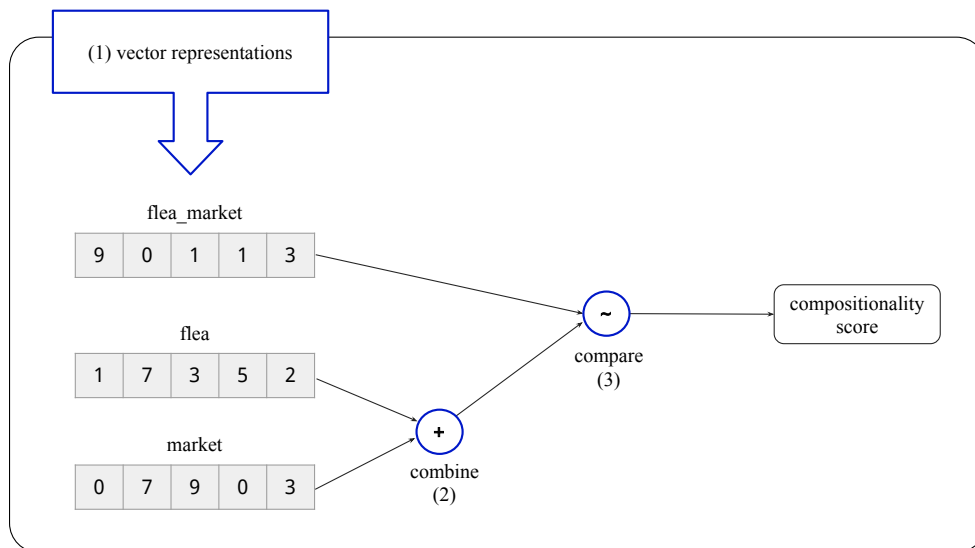 (1) vector representations
flea_market
9 0 1 1 3
flea
1 7 3 5 2
market
0 7 9 0 3
+
combine
(2)
~
compare
(3)
compositionality
score